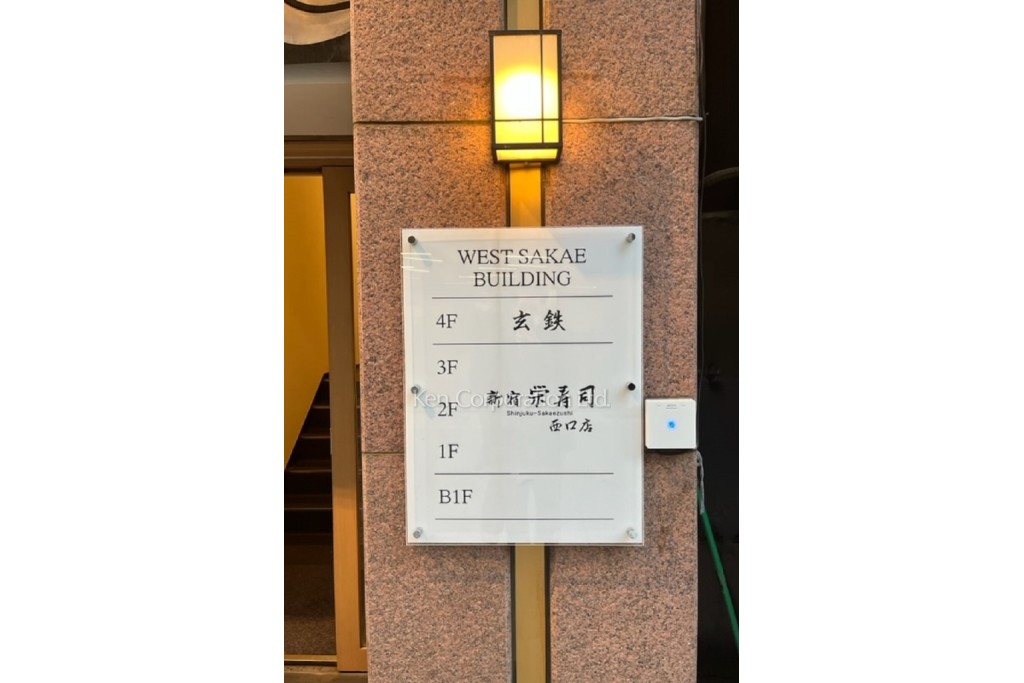 WEST SAKAE
BUILDING
4F 玄鉄
3F
2F 新宿 栄寿司
Shinjuku-Sakaezushi
西口店
1F
B1F
Ken Corporation Ltd.